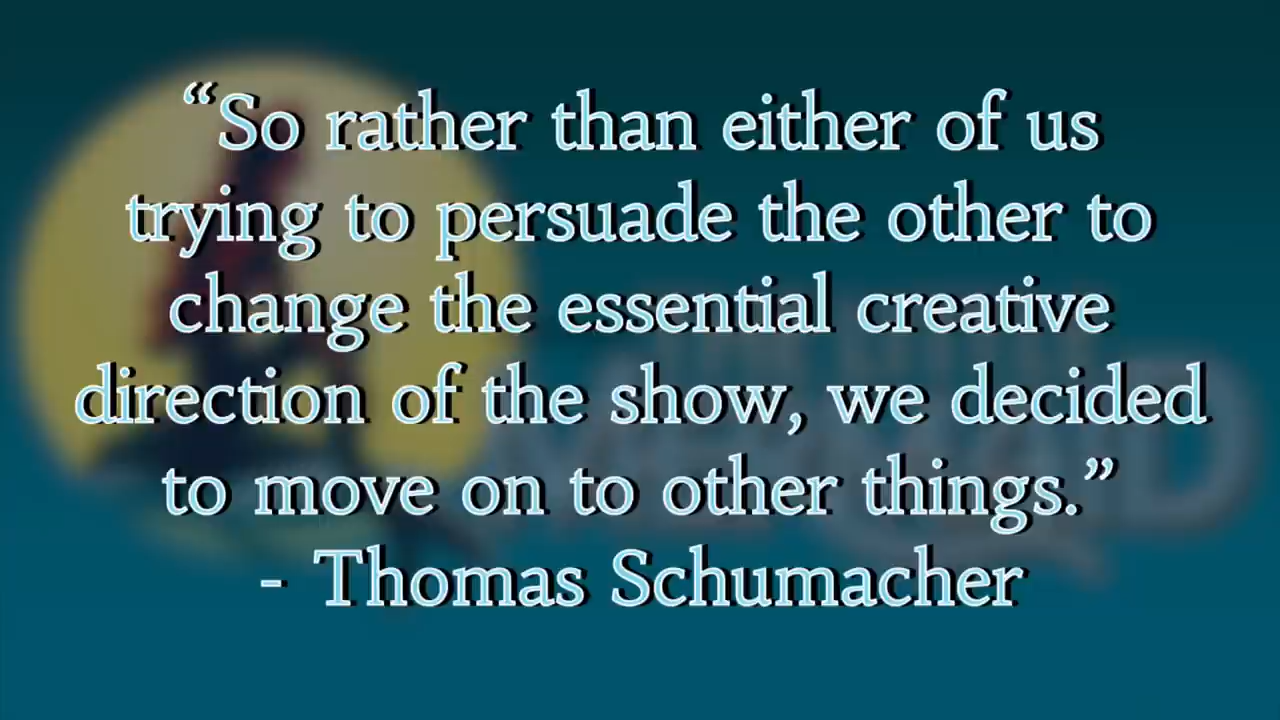 “So rather than either of us
trying to persuade the other to
change the essential creative
direction of the show, we decided
to move on to other things.”
- Thomas Schumacher